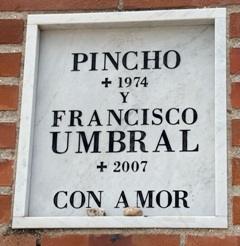 PINCHO
✝ 1974
Y
FRANCISCO
UMBRAL
✝ 2007
CON AMOR